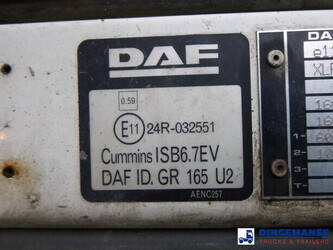 DAF
0.59
E11 24R-032551
Cummins ISB6.7EV
DAF ID. GR 165 U2
AENC257
DAF
e11
XLR
DINGEMANSE
TRUCKS & TRAILERS